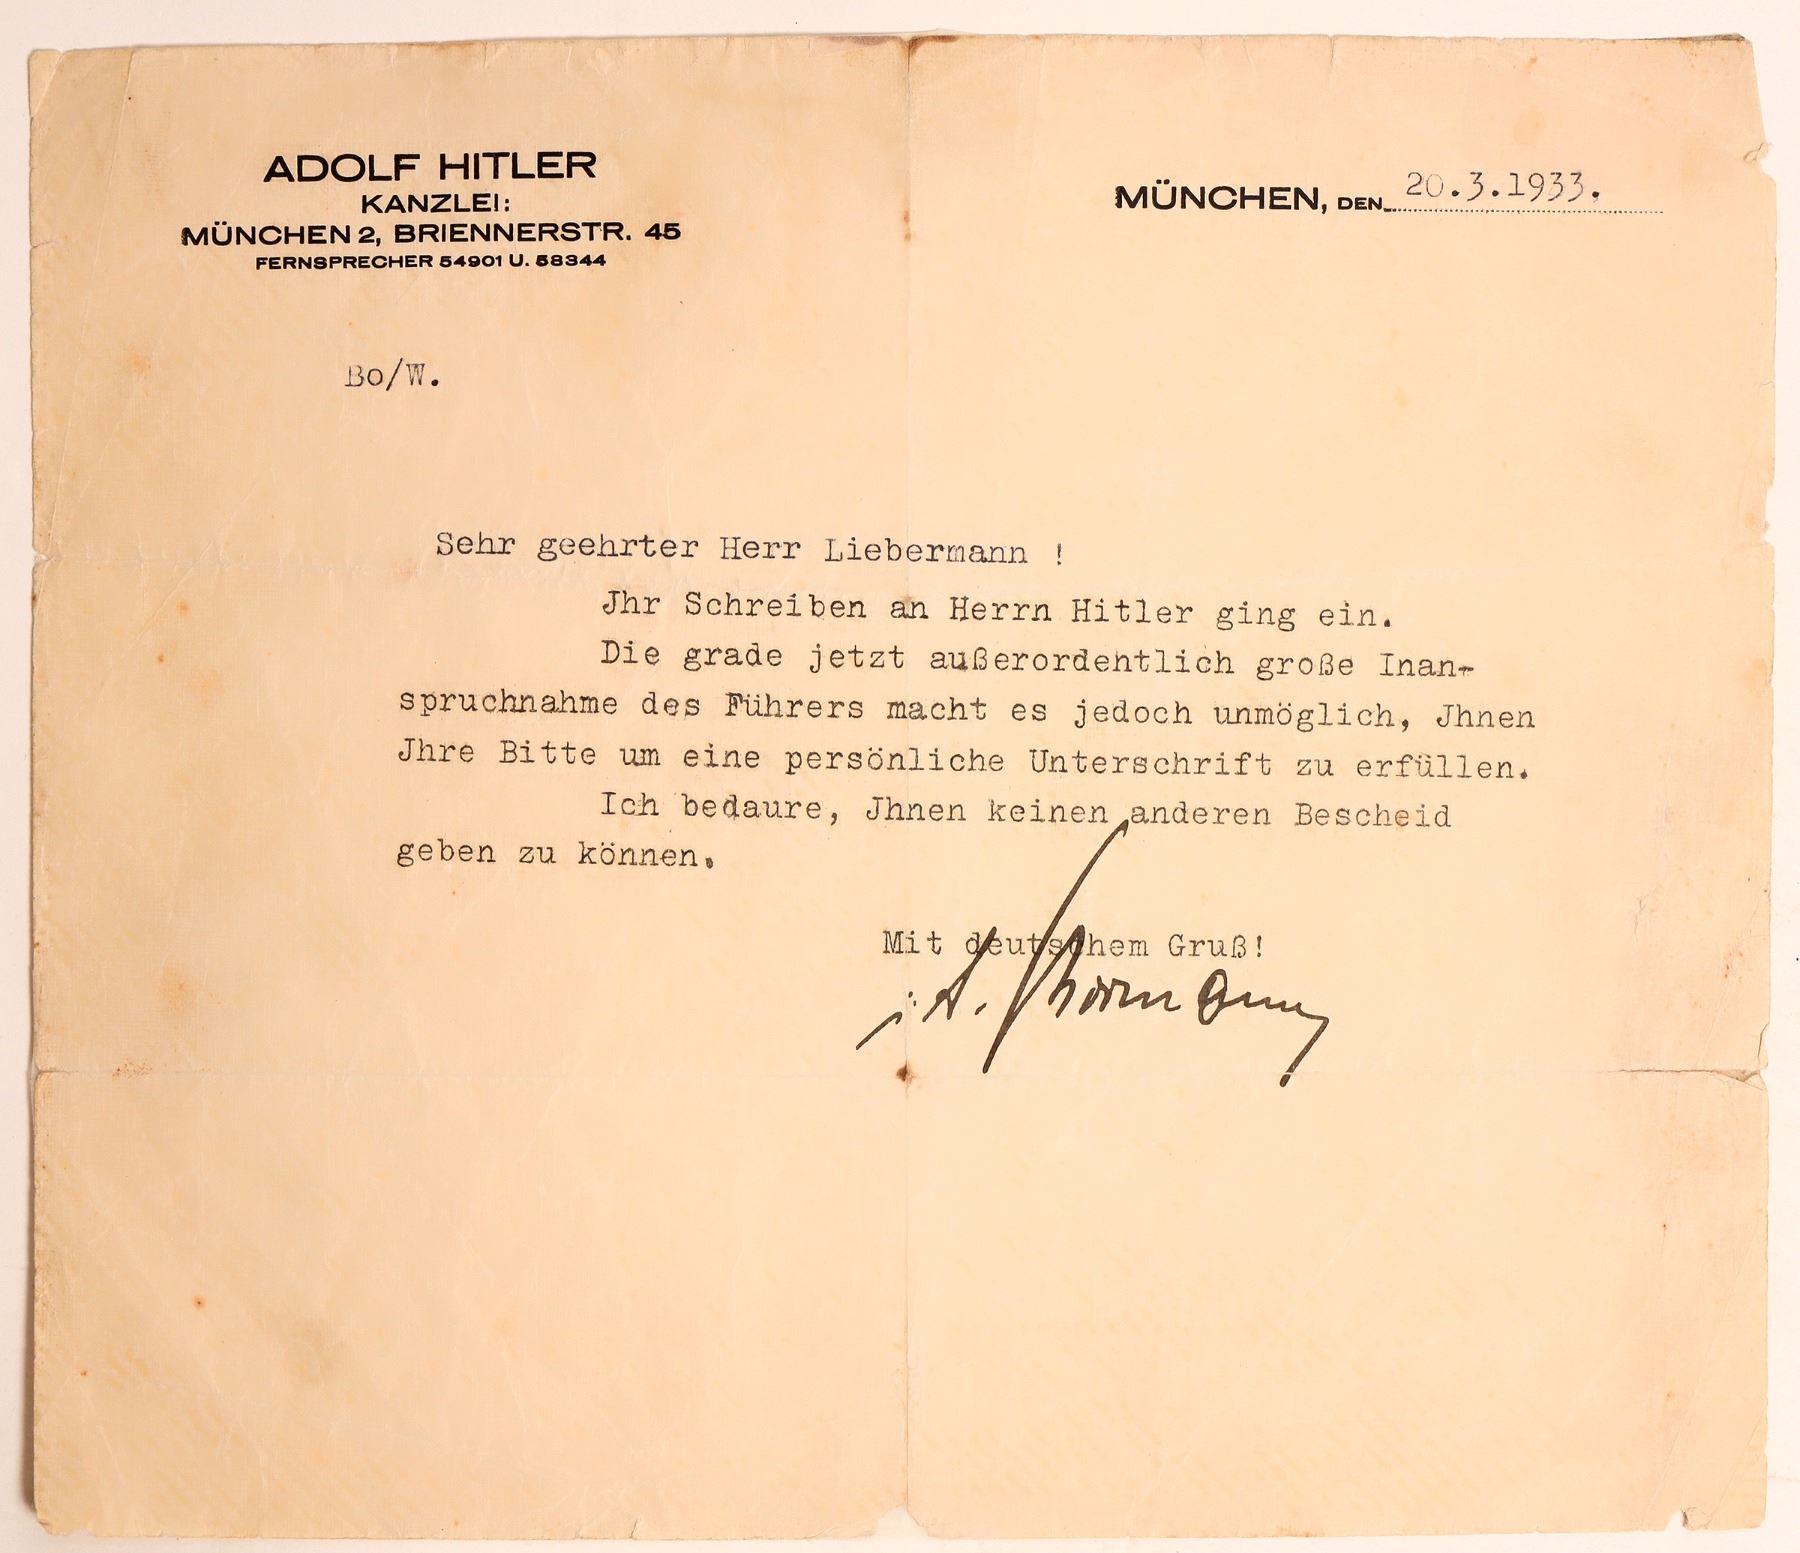 ADOLF HITLER
KANZLEI:
MÜNCHEN 2, BRIENNERSTR. 45
FERNSPRECHER 54901 U. 58344
MÜNCHEN, DEN 20.3.1933.
Bo/W.
Sehr geehrter Herr Liebermann !
Jhr Schreiben an Herrn Hitler ging ein.
Die grade jetzt außerordentlich große Inan-
spruchnahme des Führers macht es jedoch unmöglich, Jhnen
Jhre Bitte um eine persönliche Unterschrift zu erfüllen.
Ich bedaure, Jhnen keinen anderen Bescheid
geben zu können.
Mit deutschem Gruß!
i.A.